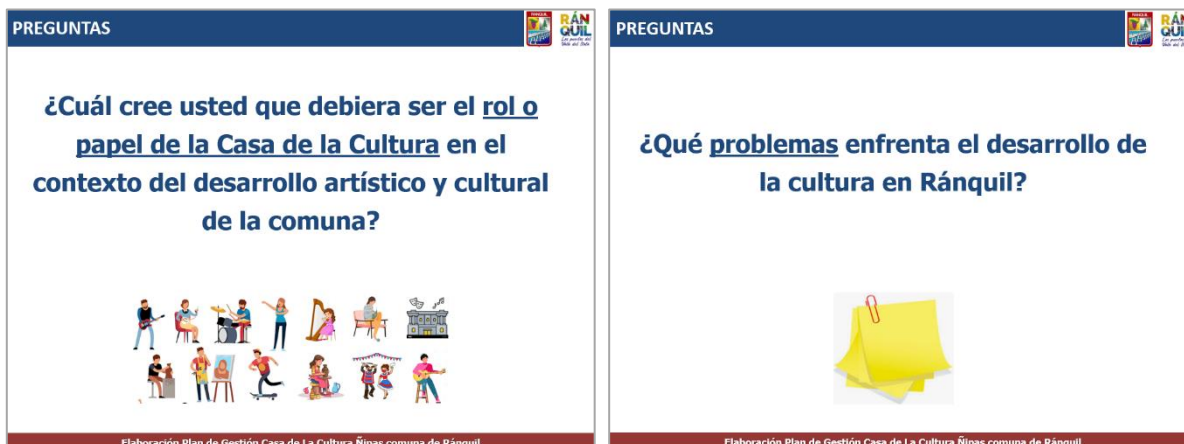 PREGUNTAS
RÁN
QUIL
¿Cuál cree usted que debiera ser el rol o
papel de la Casa de la Cultura en el
contexto del desarrollo artístico y cultural
de la comuna?
Elaboración Plan de Gestión Casa de La Cultura Ñipas comuna de Ránquil
PREGUNTAS
¿Qué problemas enfrenta el desarrollo de
la cultura en Ránquil?
Elaboración Plan de Gestión Casa de La Cultura Ñipas comuna de Ránquil